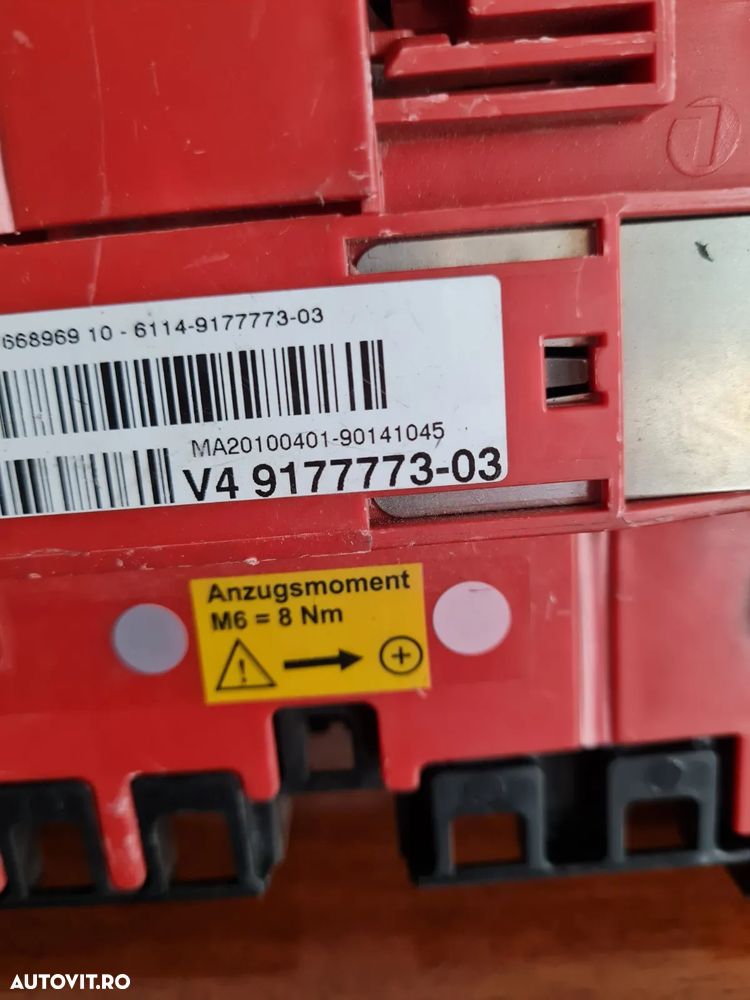 668969 10 - 6114-9177773-03
MA20100401-90141045
V4 9177773-03
Anzugsmoment
M6 = 8 Nm
AUTOVIT.RO